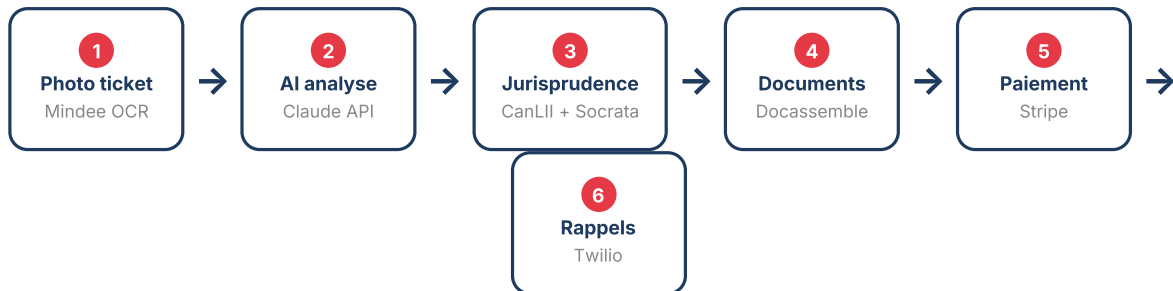 1
Photo ticket
Mindee OCR
2
AI analyse
Claude API
3
Jurisprudence
CanLII + Socrata
4
Documents
Docassemble
5
Paiement
Stripe
6
Rappels
Twilio